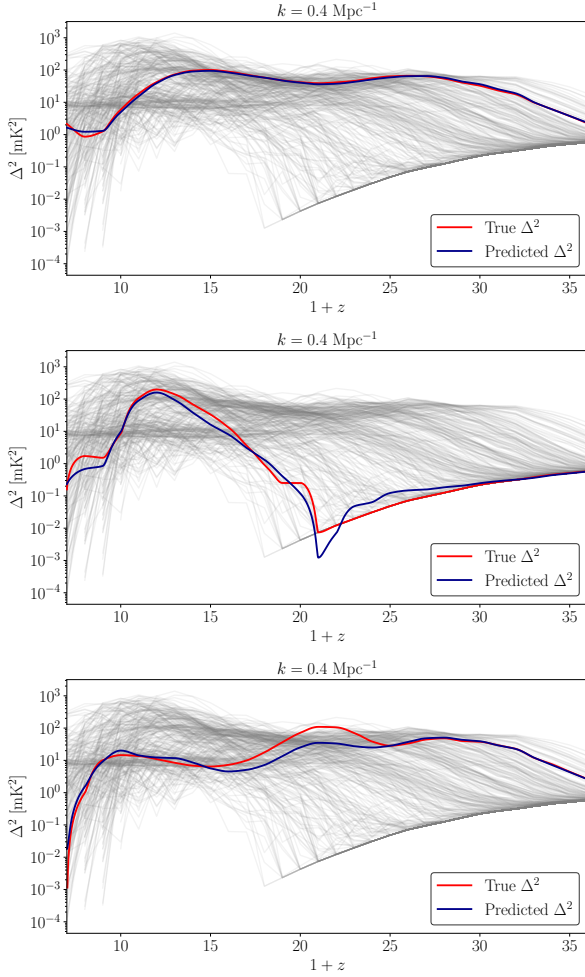 k = 0.4 Mpc⁻¹
10³
10²
10¹
10⁰
10⁻¹
10⁻²
10⁻³
10⁻⁴
Δ² [mK²]
True Δ²
Predicted Δ²
10 15 20 25 30 35
1 + z
k = 0.4 Mpc⁻¹
10³
10²
10¹
10⁰
10⁻¹
10⁻²
10⁻³
10⁻⁴
Δ² [mK²]
True Δ²
Predicted Δ²
10 15 20 25 30 35
1 + z
k = 0.4 Mpc⁻¹
10³
10²
10¹
10⁰
10⁻¹
10⁻²
10⁻³
10⁻⁴
Δ² [mK²]
True Δ²
Predicted Δ²
10 15 20 25 30 35
1 + z